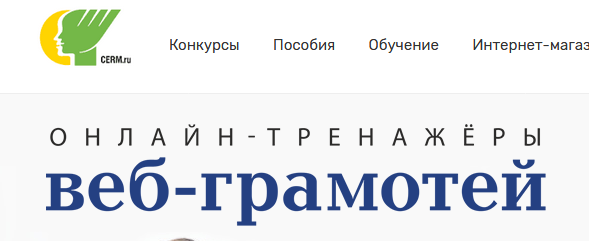 CERM.ru
Конкурсы Пособия Обучение Интернет-магаз
ОНЛАЙН-ТРЕНАЖЁРЫ
веб-грамотей